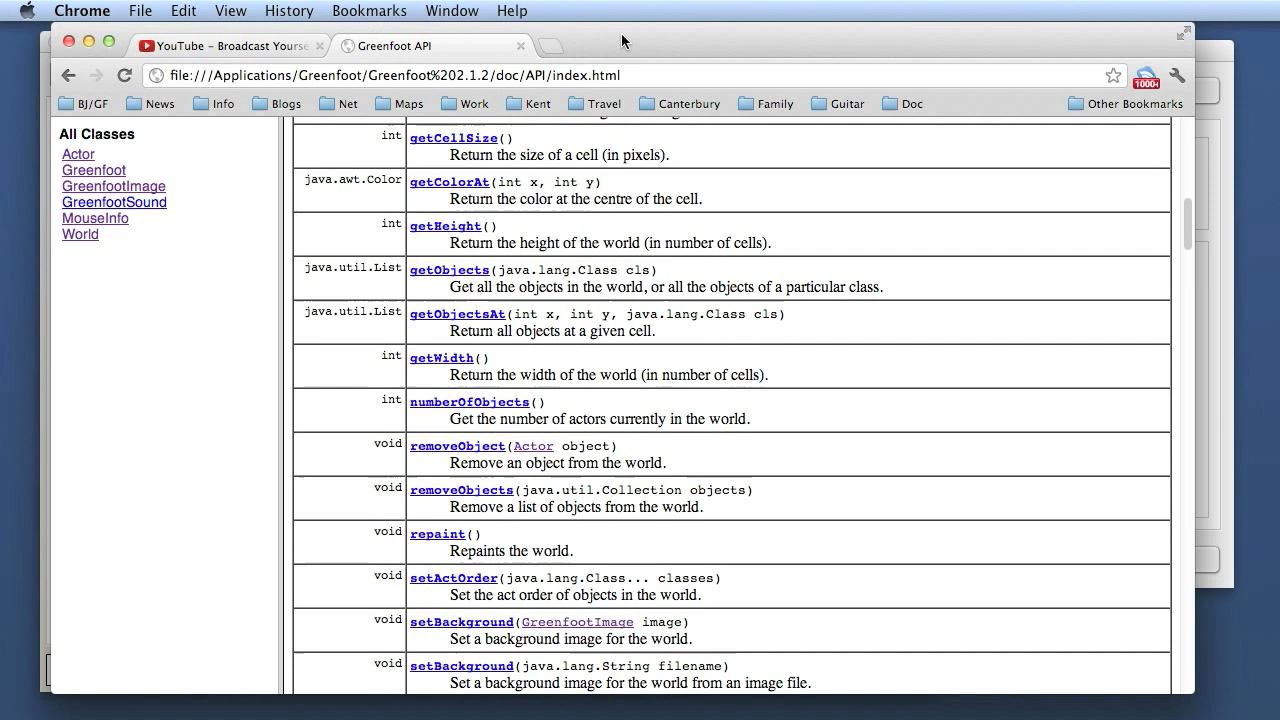 Chrome File Edit View History Bookmarks Window Help
YouTube - Broadcast Yourse Greenfoot API
file:///Applications/Greenfoot/Greenfoot%202.1.2/doc/API/index.html
1000+
BJ/GF News Info Blogs Net Maps Work Kent Travel Canterbury Family Guitar Doc Other Bookmarks
All Classes
Actor
Greenfoot
GreenfootImage
GreenfootSound
MouseInfo
World
int getCellSize()
Return the size of a cell (in pixels).
java.awt.Color getColorAt(int x, int y)
Return the color at the centre of the cell.
int getHeight()
Return the height of the world (in number of cells).
java.util.List getObjects(java.lang.Class cls)
Get all the objects in the world, or all the objects of a particular class.
java.util.List getObjectsAt(int x, int y, java.lang.Class cls)
Return all objects at a given cell.
int getWidth()
Return the width of the world (in number of cells).
int numberOfObjects()
Get the number of actors currently in the world.
void removeObject(Actor object)
Remove an object from the world.
void removeObjects(java.util.Collection objects)
Remove a list of objects from the world.
void repaint()
Repaints the world.
void setActOrder(java.lang.Class... classes)
Set the act order of objects in the world.
void setBackground(GreenfootImage image)
Set a background image for the world.
void setBackground(java.lang.String filename)
Set a background image for the world from an image file.